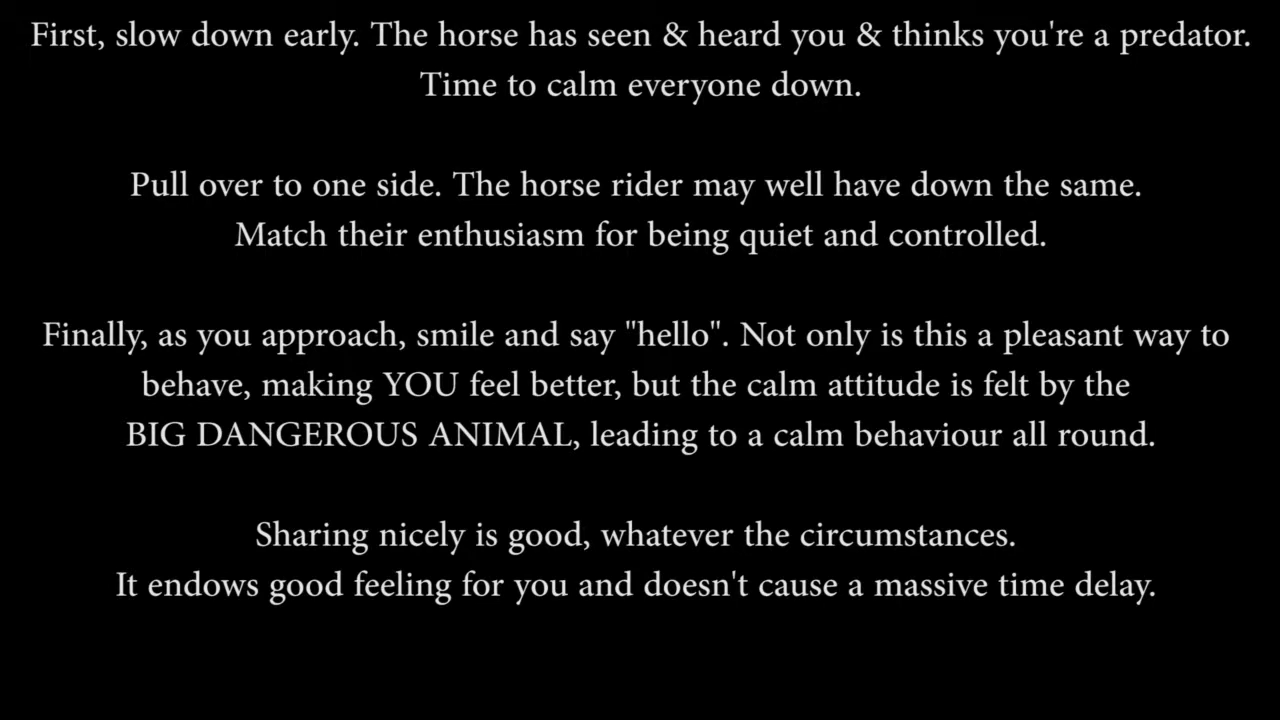 First, slow down early. The horse has seen & heard you & thinks you're a predator.
Time to calm everyone down.
Pull over to one side. The horse rider may well have down the same.
Match their enthusiasm for being quiet and controlled.
Finally, as you approach, smile and say "hello". Not only is this a pleasant way to
behave, making YOU feel better, but the calm attitude is felt by the
BIG DANGEROUS ANIMAL, leading to a calm behaviour all round.
Sharing nicely is good, whatever the circumstances.
It endows good feeling for you and doesn't cause a massive time delay.